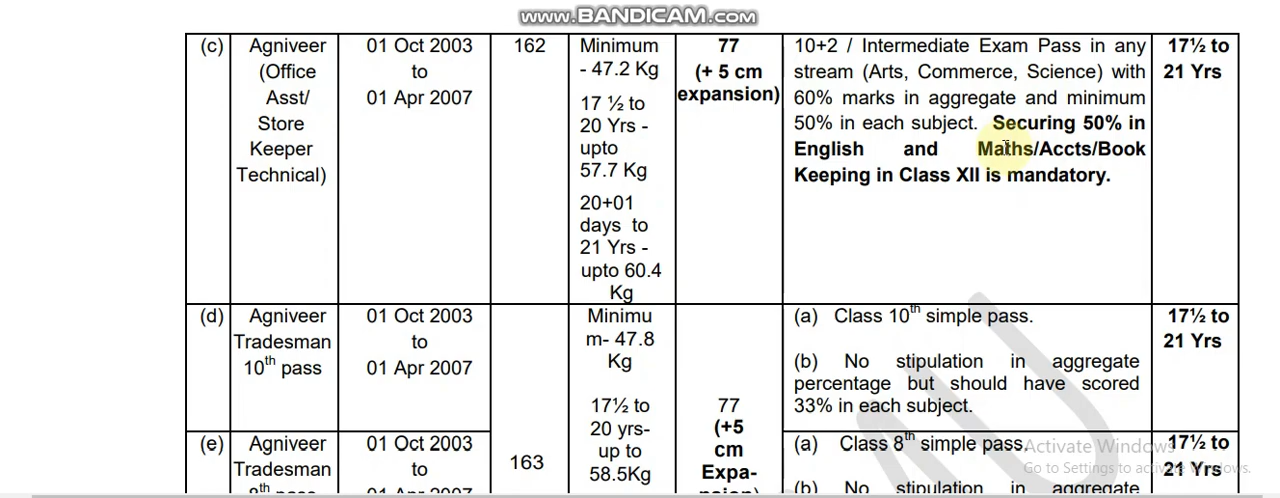 www.BANDICAM.com
(c) Agniveer (Office Asst/ Store Keeper Technical)
01 Oct 2003 to 01 Apr 2007
162
Minimum - 47.2 Kg
17 ½ to 20 Yrs - upto 57.7 Kg
20+01 days to 21 Yrs - upto 60.4 Kg
77 (+ 5 cm expansion)
10+2 / Intermediate Exam Pass in any
stream (Arts, Commerce, Science) with
60% marks in aggregate and minimum
50% in each subject. Securing 50% in
English and Maths/Accts/Book
Keeping in Class XII is mandatory.
17½ to 21 Yrs
(d) Agniveer Tradesman 10th pass
01 Oct 2003 to 01 Apr 2007
163
Minimu m- 47.8 Kg
17½ to 20 yrs- up to 58.5Kg
77 (+5 cm Expa-
(a) Class 10th simple pass.
(b) No stipulation in aggregate
percentage but should have scored
33% in each subject.
17½ to 21 Yrs
(e) Agniveer Tradesman 8th pass
01 Oct 2003 to
(a) Class 8th simple pass.
(b) No stipulation in aggregate
17½ to 21 Yrs
Activate Windows
Go to Settings to activate Windows.